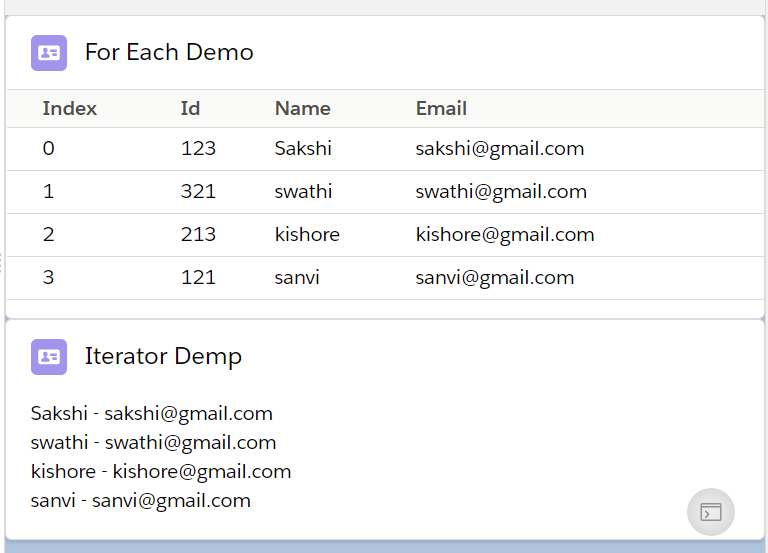 For Each Demo
Index Id Name Email
0 123 Sakshi sakshi@gmail.com
1 321 swathi swathi@gmail.com
2 213 kishore kishore@gmail.com
3 121 sanvi sanvi@gmail.com
Iterator Demp
Sakshi - sakshi@gmail.com
swathi - swathi@gmail.com
kishore - kishore@gmail.com
sanvi - sanvi@gmail.com